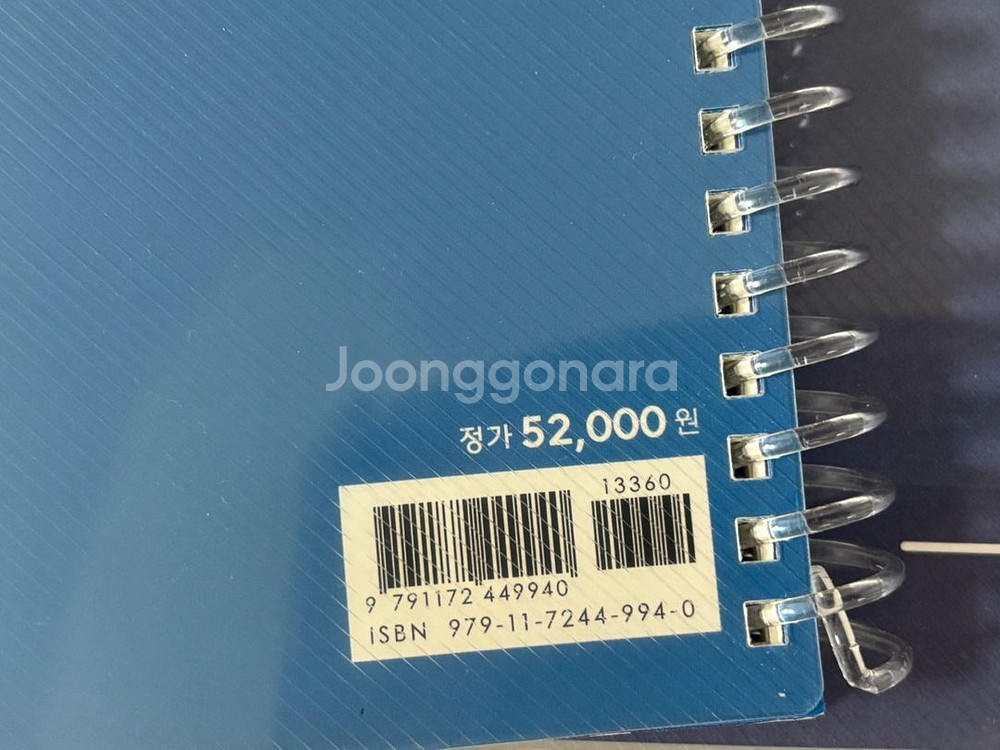 Joonggonara
정가 52,000 원
13360
9 791172 449940
ISBN 979-11-7244-994-0